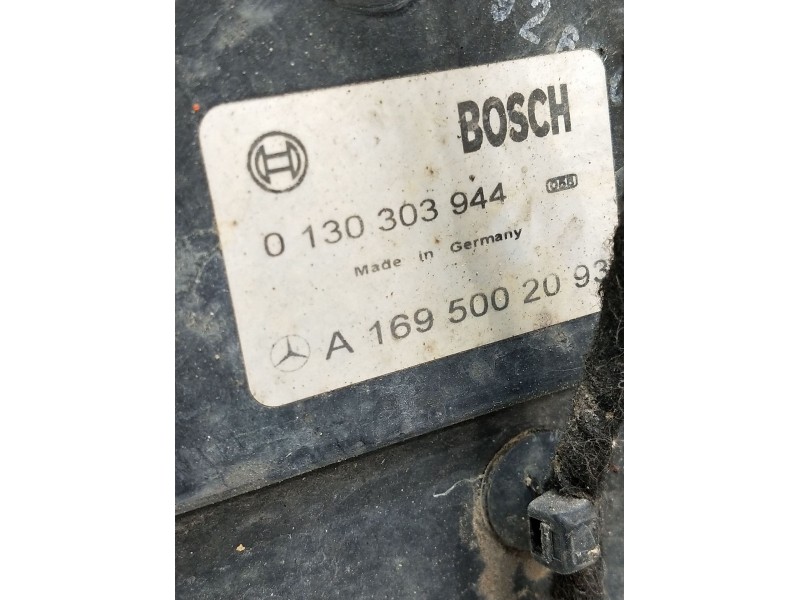 BOSCH
0 130 303 944
Made in Germany
A 169 500 20 93